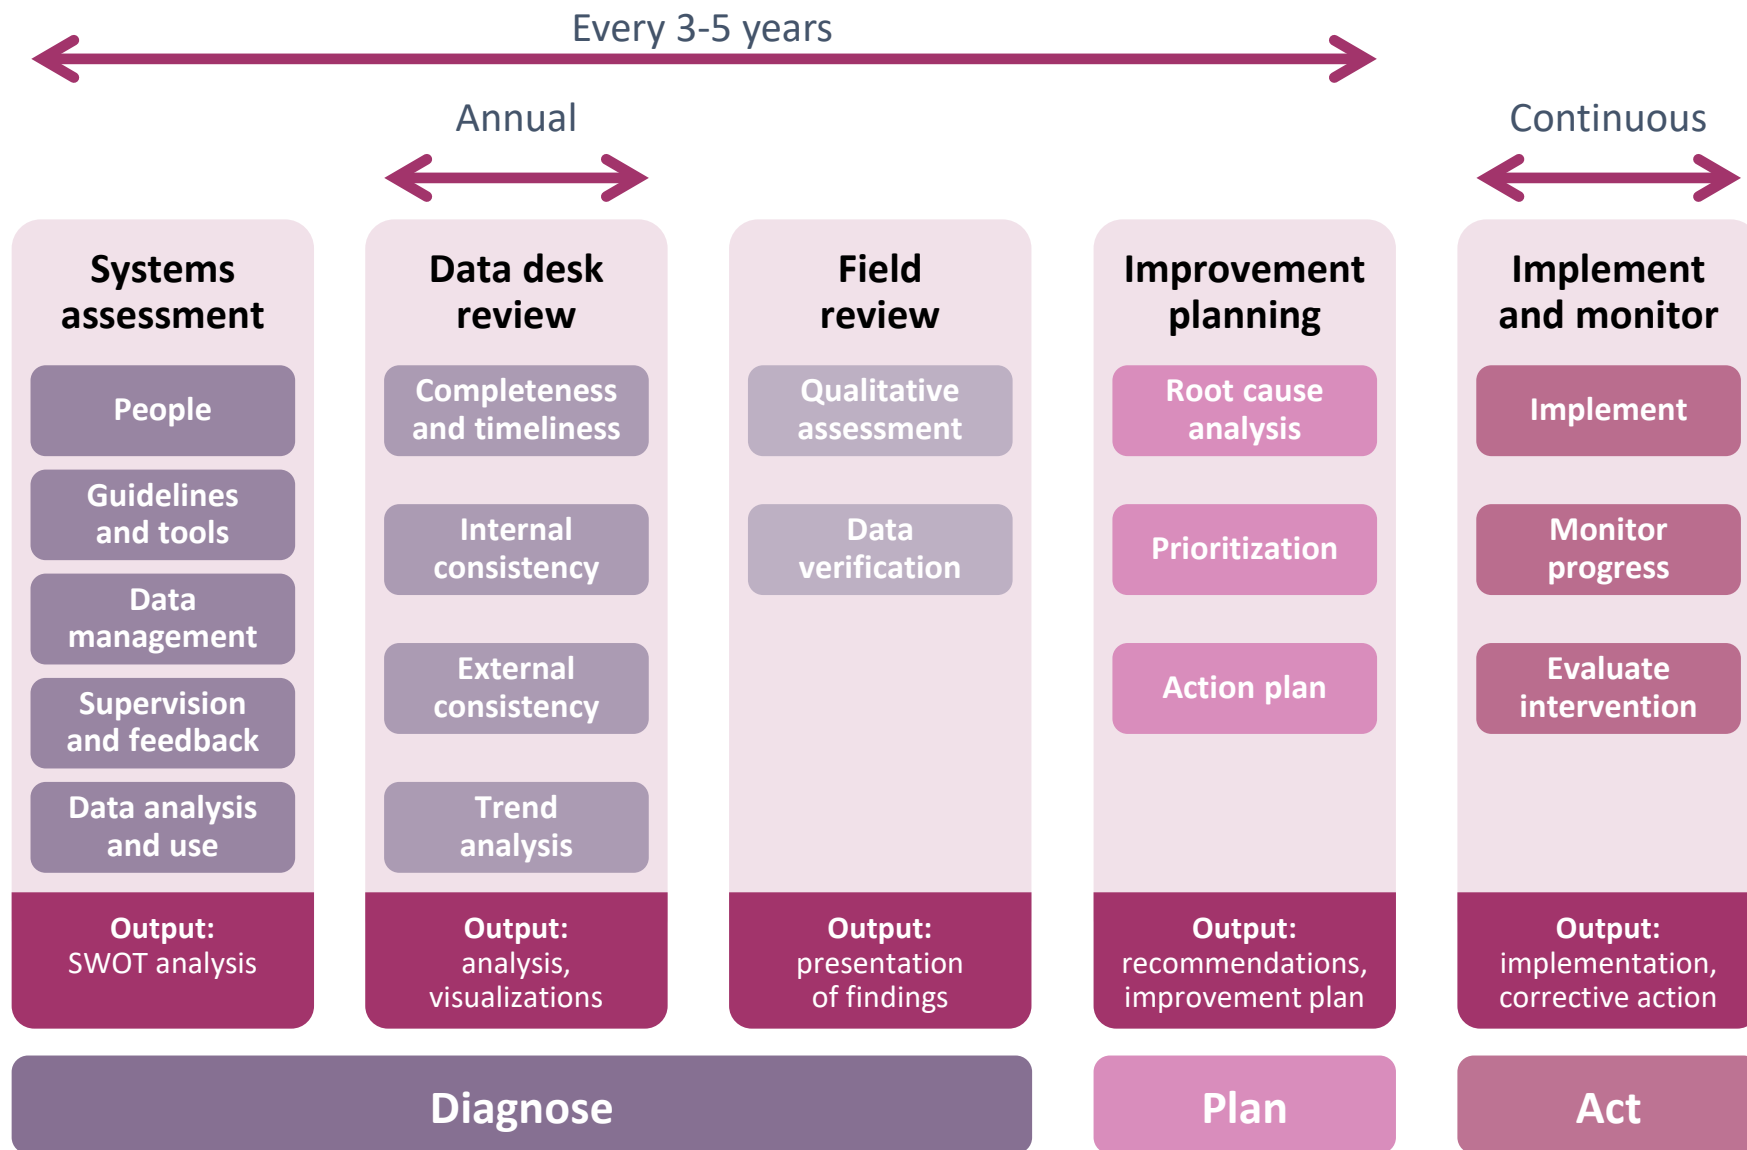 Every 3-5 years
Annual
Continuous
Systems
assessment
People
Guidelines
and tools
Data
management
Supervision
and feedback
Data analysis
and use
Output:
SWOT analysis
Data desk
review
Completeness
and timeliness
Internal
consistency
External
consistency
Trend
analysis
Output:
analysis,
visualizations
Field
review
Qualitative
assessment
Data
verification
Output:
presentation
of findings
Improvement
planning
Root cause
analysis
Prioritization
Action plan
Output:
recommendations,
improvement plan
Implement
and monitor
Implement
Monitor
progress
Evaluate
intervention
Output:
implementation,
corrective action
Diagnose
Plan
Act